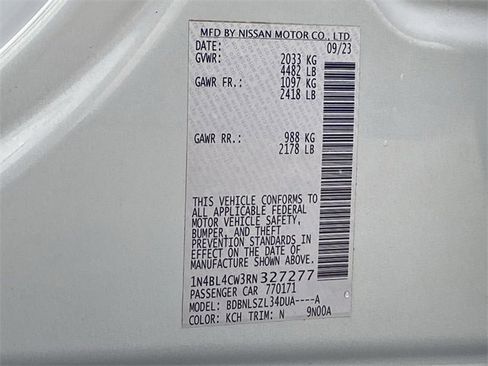 MFD BY NISSAN MOTOR CO., LTD.
DATE: 09/23
GVWR: 2033 KG
4482 LB
GAWR FR.: 1097 KG
2418 LB
GAWR RR.: 988 KG
2178 LB
THIS VEHICLE CONFORMS TO
ALL APPLICABLE FEDERAL
MOTOR VEHICLE SAFETY,
BUMPER, AND THEFT
PREVENTION STANDARDS IN
EFFECT ON THE DATE OF
MANUFACTURE SHOWN ABOVE.
1N4BL4CW3RN327277
PASSENGER CAR 770171
MODEL: BDBNLSZL34DUA----A
COLOR: KCH TRIM: N 9N00A